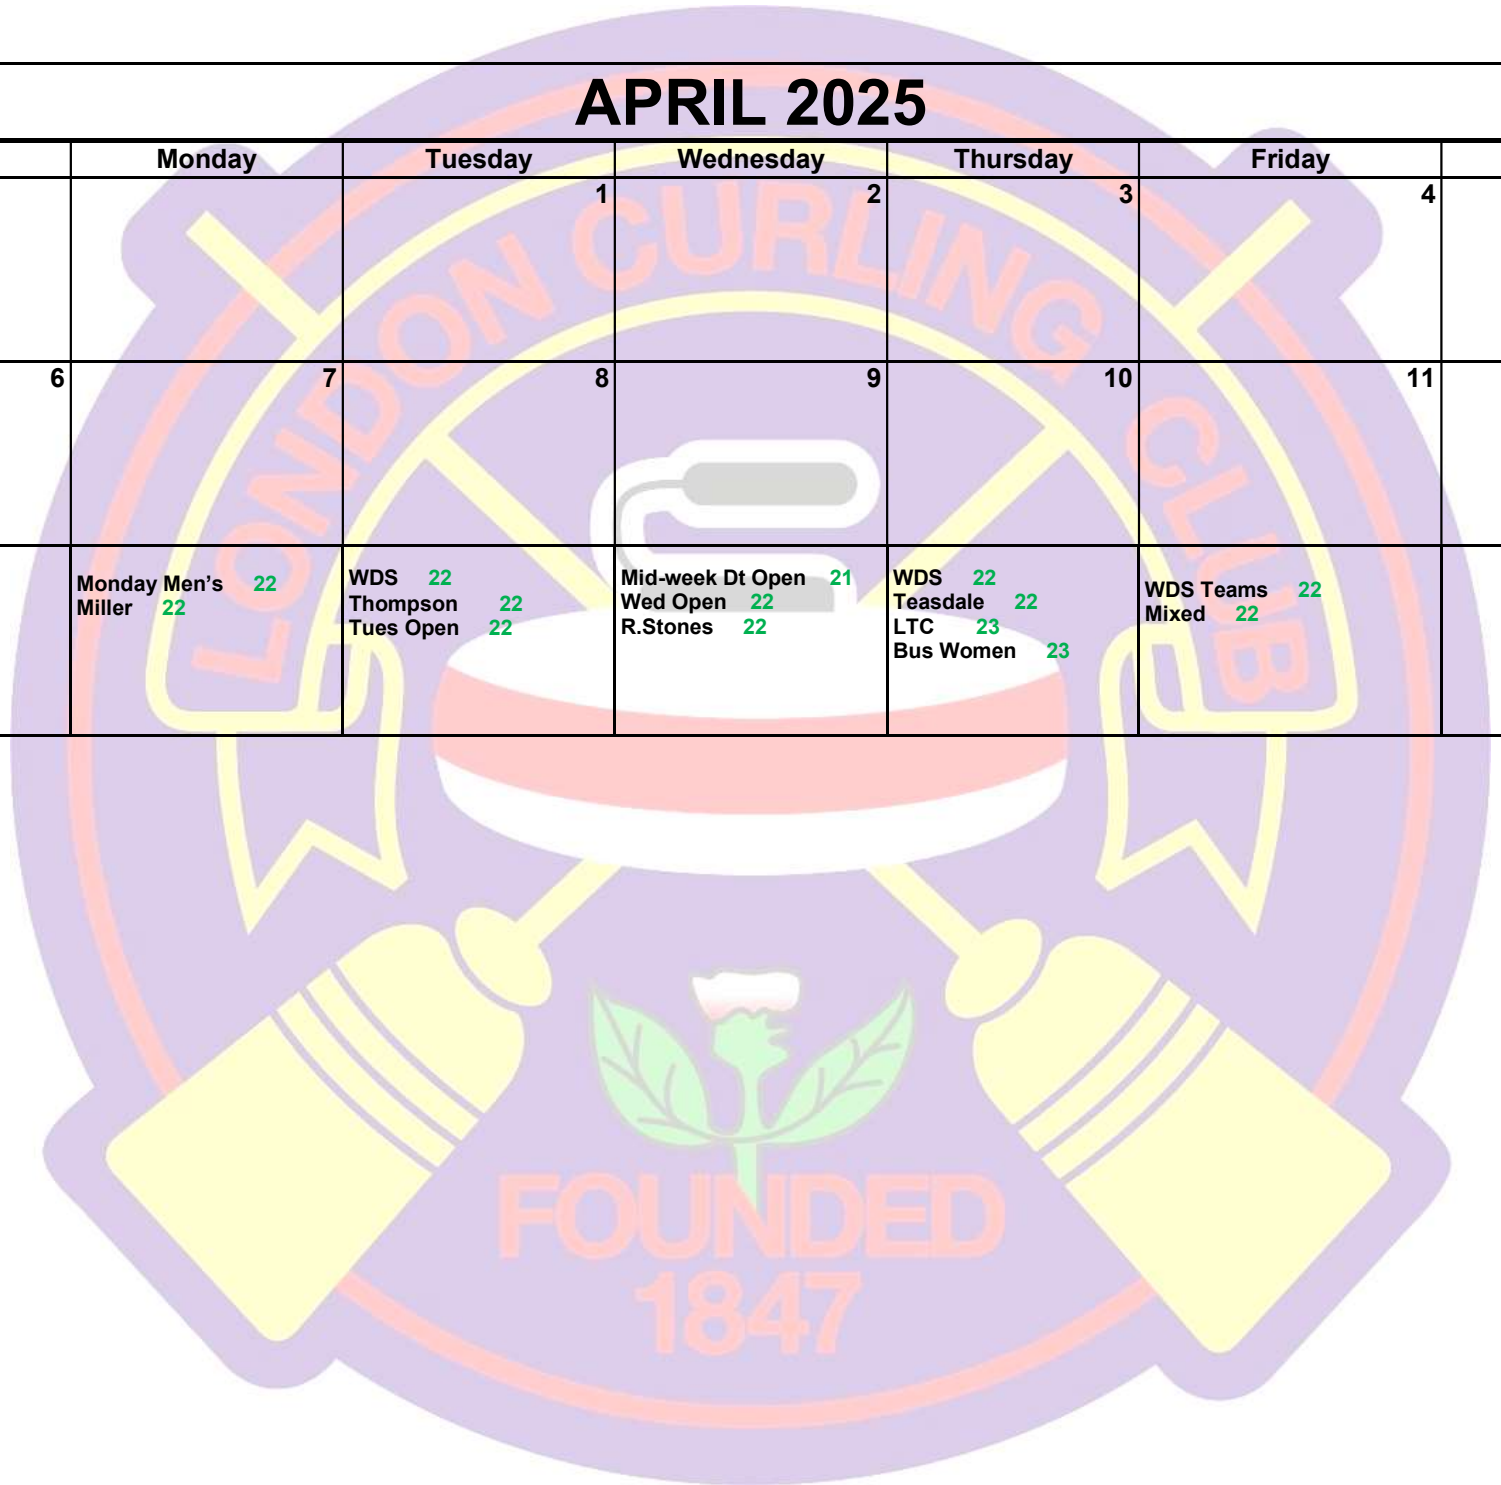 APRIL 2025
Monday Tuesday Wednesday Thursday Friday
1 2 3 4
6 7 8 9 10 11
Monday Men's 22
Miller 22
WDS 22
Thompson 22
Tues Open 22
Mid-week Dt Open 21
Wed Open 22
R.Stones 22
WDS 22
Teasdale 22
LTC 23
Bus Women 23
WDS Teams 22
Mixed 22
LONDON CURLING CLUB
FOUNDED
1847